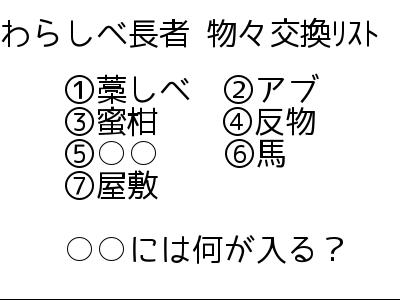 わらしべ長者 物々交換ﾘｽﾄ
①藁しべ ②アブ
③蜜柑 ④反物
⑤○○ ⑥馬
⑦屋敷
○○には何が入る？